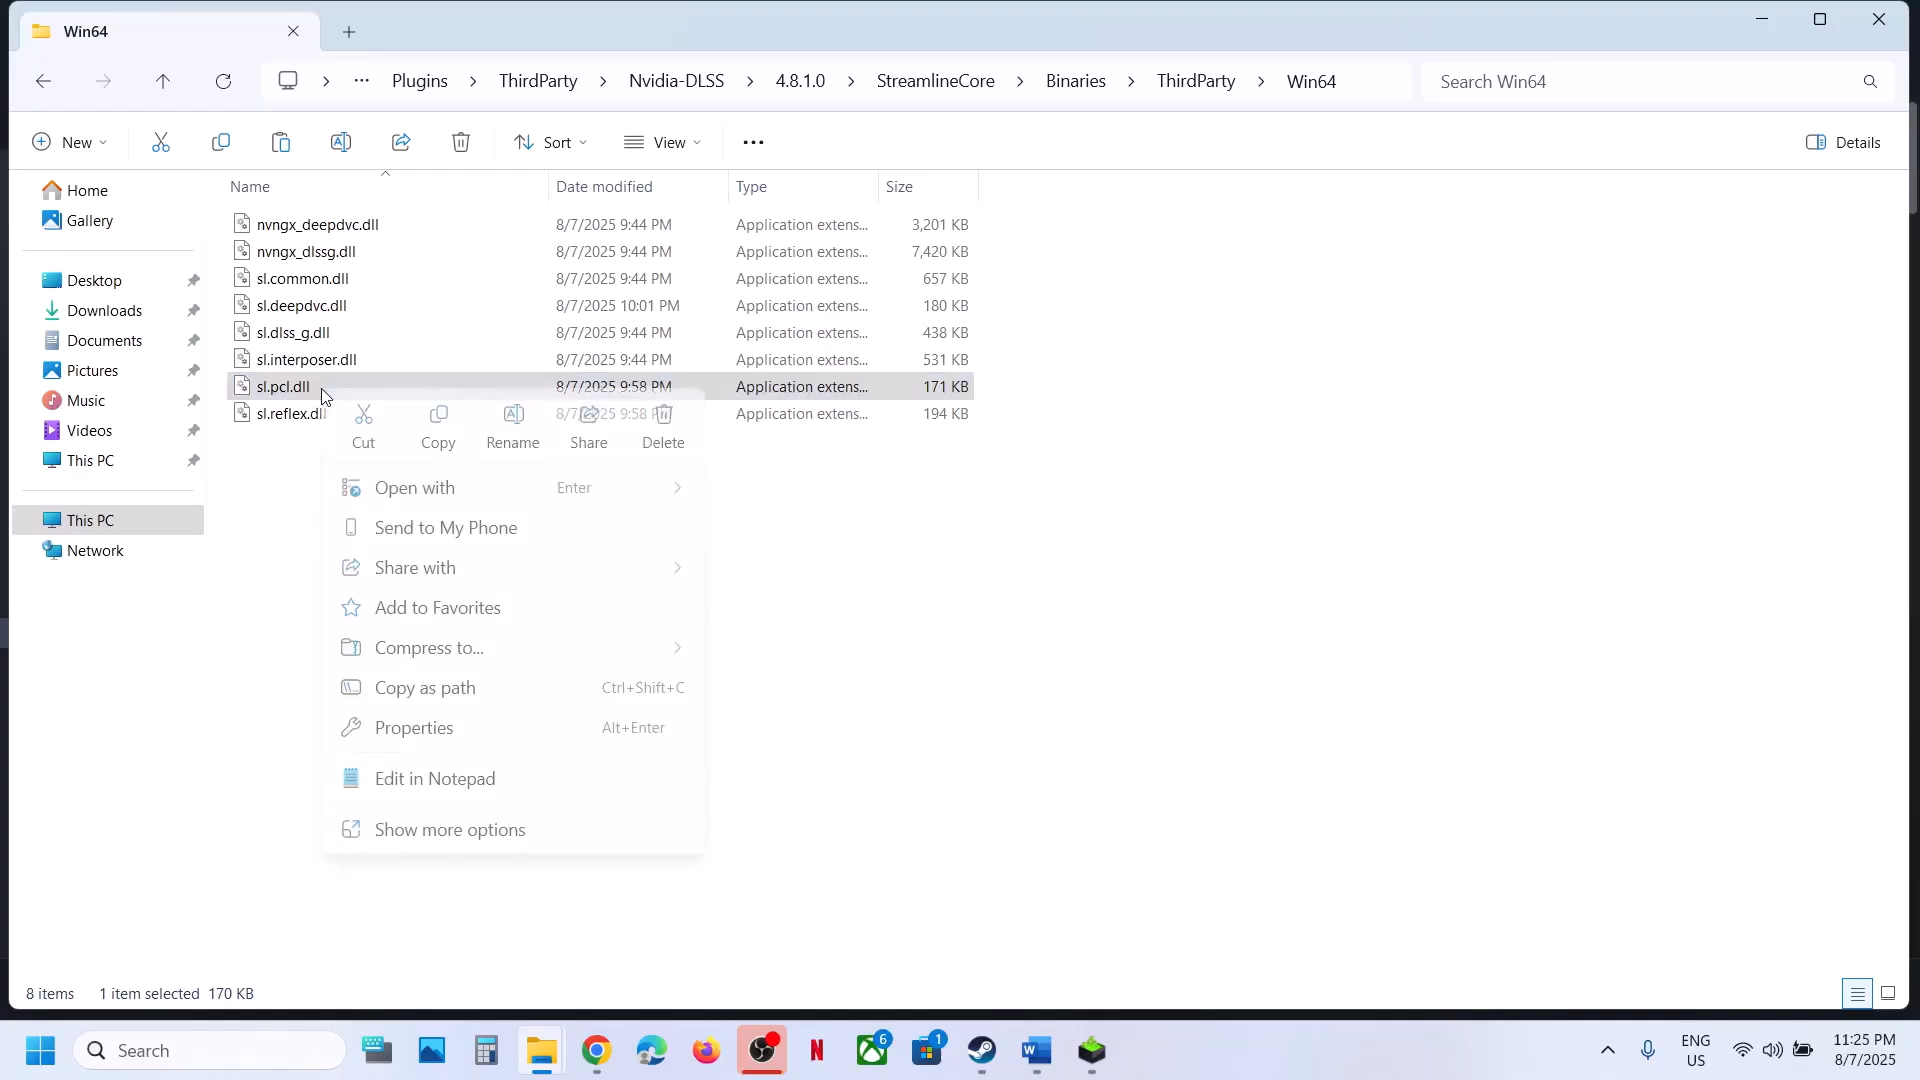 Win64
Plugins ThirdParty Nvidia-DLSS 4.8.1.0 StreamlineCore Binaries ThirdParty Win64
Search Win64
New
Sort
View
Details
Home
Gallery
Desktop
Downloads
Documents
Pictures
Music
Videos
This PC
This PC
Network
Name Date modified Type Size
nvngx_deepdvc.dll 8/7/2025 9:44 PM Application extens... 3,201 KB
nvngx_dlssg.dll 8/7/2025 9:44 PM Application extens... 7,420 KB
sl.common.dll 8/7/2025 9:44 PM Application extens... 657 KB
sl.deepdvc.dll 8/7/2025 10:01 PM Application extens... 180 KB
sl.dlss_g.dll 8/7/2025 9:44 PM Application extens... 438 KB
sl.interposer.dll 8/7/2025 9:44 PM Application extens... 531 KB
sl.pcl.dll 8/7/2025 9:58 PM Application extens... 171 KB
sl.reflex.dll 8/7/2025 9:58 PM Application extens... 194 KB
Cut Copy Rename Share Delete
Open with Enter
Send to My Phone
Share with
Add to Favorites
Compress to...
Copy as path Ctrl+Shift+C
Properties Alt+Enter
Edit in Notepad
Show more options
8 items 1 item selected 170 KB
Search
N
6
1
W
ENG
US
11:25 PM
8/7/2025